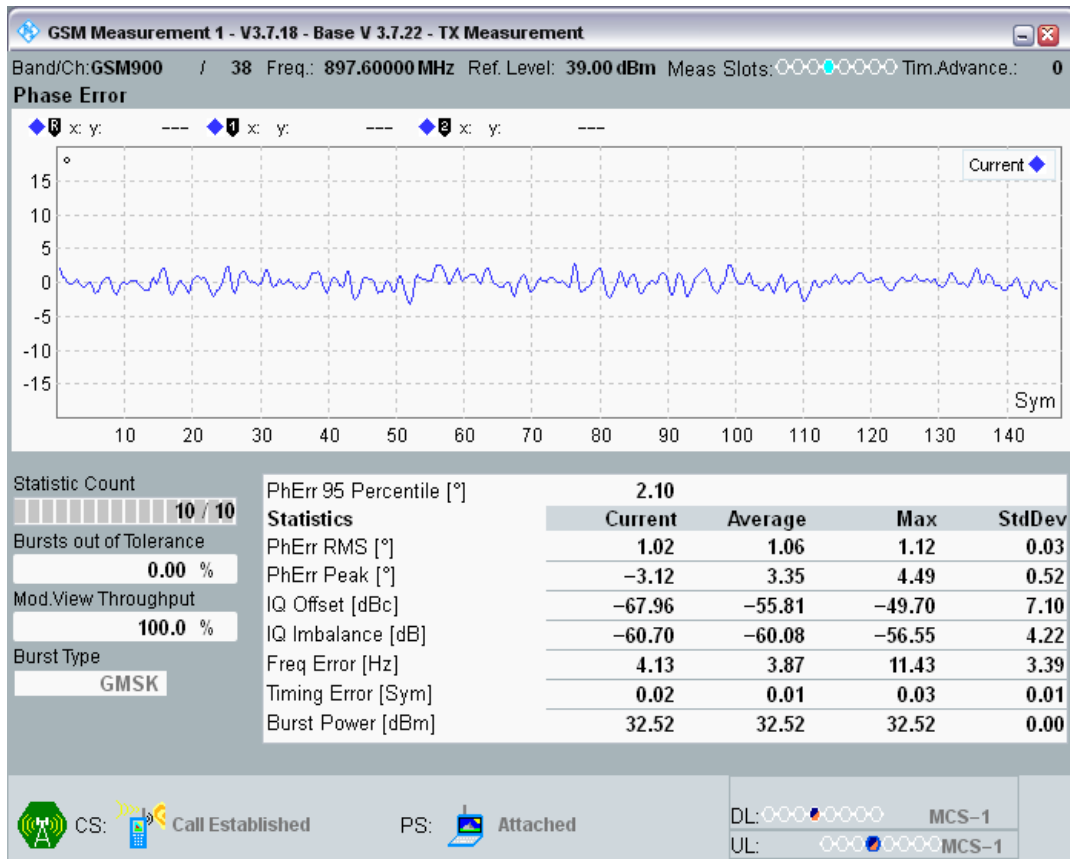 GSM Measurement 1 - V3.7.18 - Base V 3.7.22 - TX Measurement
Band/Ch:GSM900 / 38 Freq.: 897.60000 MHz Ref. Level: 39.00 dBm Meas Slots: Tim.Advance.: 0
Phase Error
R x: y: --- 1 x: y: --- 2 x: y: ---
° Current
15
10
5
0
-5
-10
-15
Sym
10 20 30 40 50 60 70 80 90 100 110 120 130 140
Statistic Count
10 / 10
Bursts out of Tolerance
0.00 %
Mod.View Throughput
100.0 %
Burst Type
GMSK
PhErr 95 Percentile [°] 2.10
Statistics Current Average Max StdDev
PhErr RMS [°] 1.02 1.06 1.12 0.03
PhErr Peak [°] −3.12 3.35 4.49 0.52
IQ Offset [dBc] −67.96 −55.81 −49.70 7.10
IQ Imbalance [dB] −60.70 −60.08 −56.55 4.22
Freq Error [Hz] 4.13 3.87 11.43 3.39
Timing Error [Sym] 0.02 0.01 0.03 0.01
Burst Power [dBm] 32.52 32.52 32.52 0.00
CS: Call Established PS: Attached
DL: MCS−1
UL: MCS−1